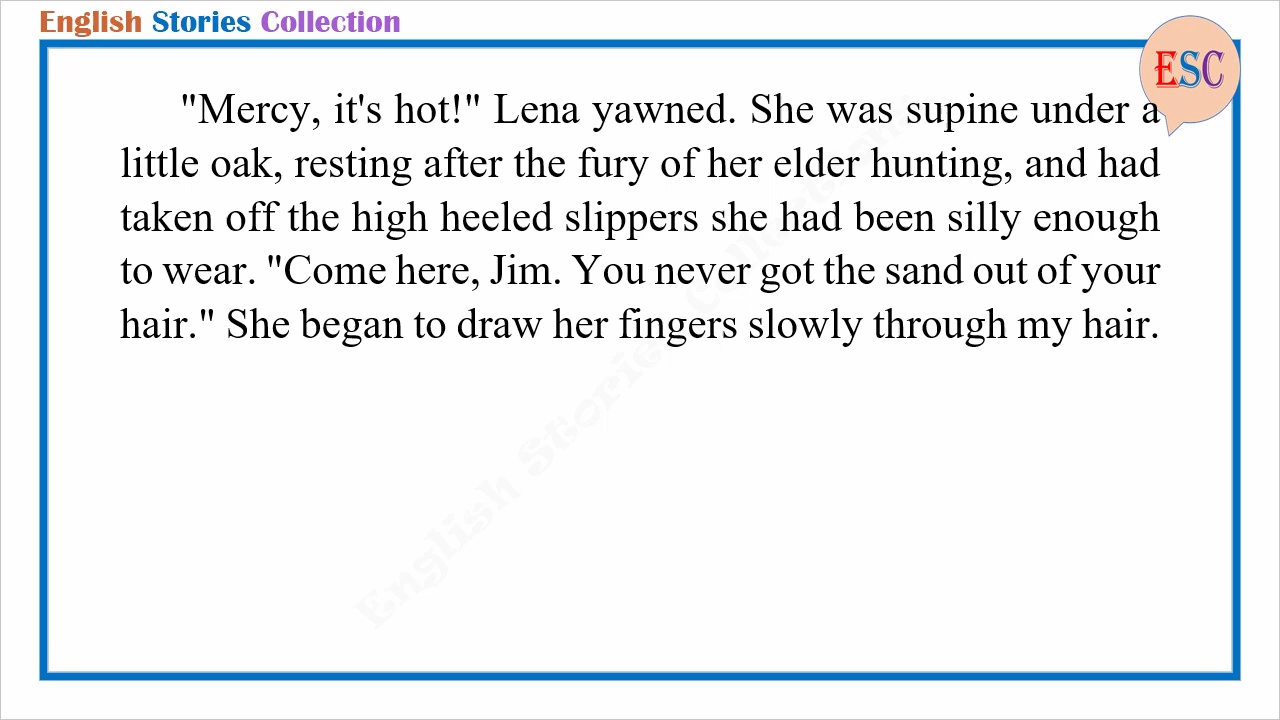 English Stories Collection
ESC
"Mercy, it's hot!" Lena yawned. She was supine under a
little oak, resting after the fury of her elder hunting, and had
taken off the high heeled slippers she had been silly enough
to wear. "Come here, Jim. You never got the sand out of your
hair." She began to draw her fingers slowly through my hair.
English Stories Collection